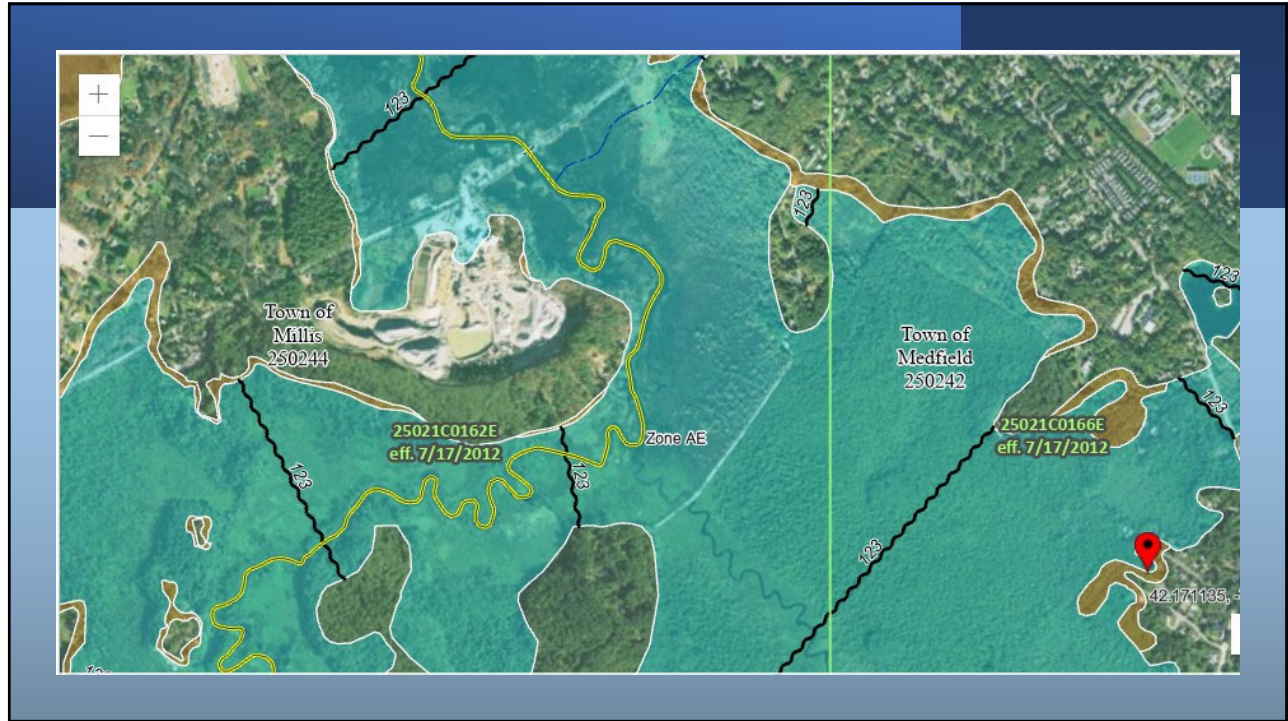 +
−
123
123
123
Town of
Millis
250244
Town of
Medfield
250242
25021C0162E
eff. 7/17/2012
Zone AE
25021C0166E
eff. 7/17/2012
123
123
123
123
42.171135, -
123